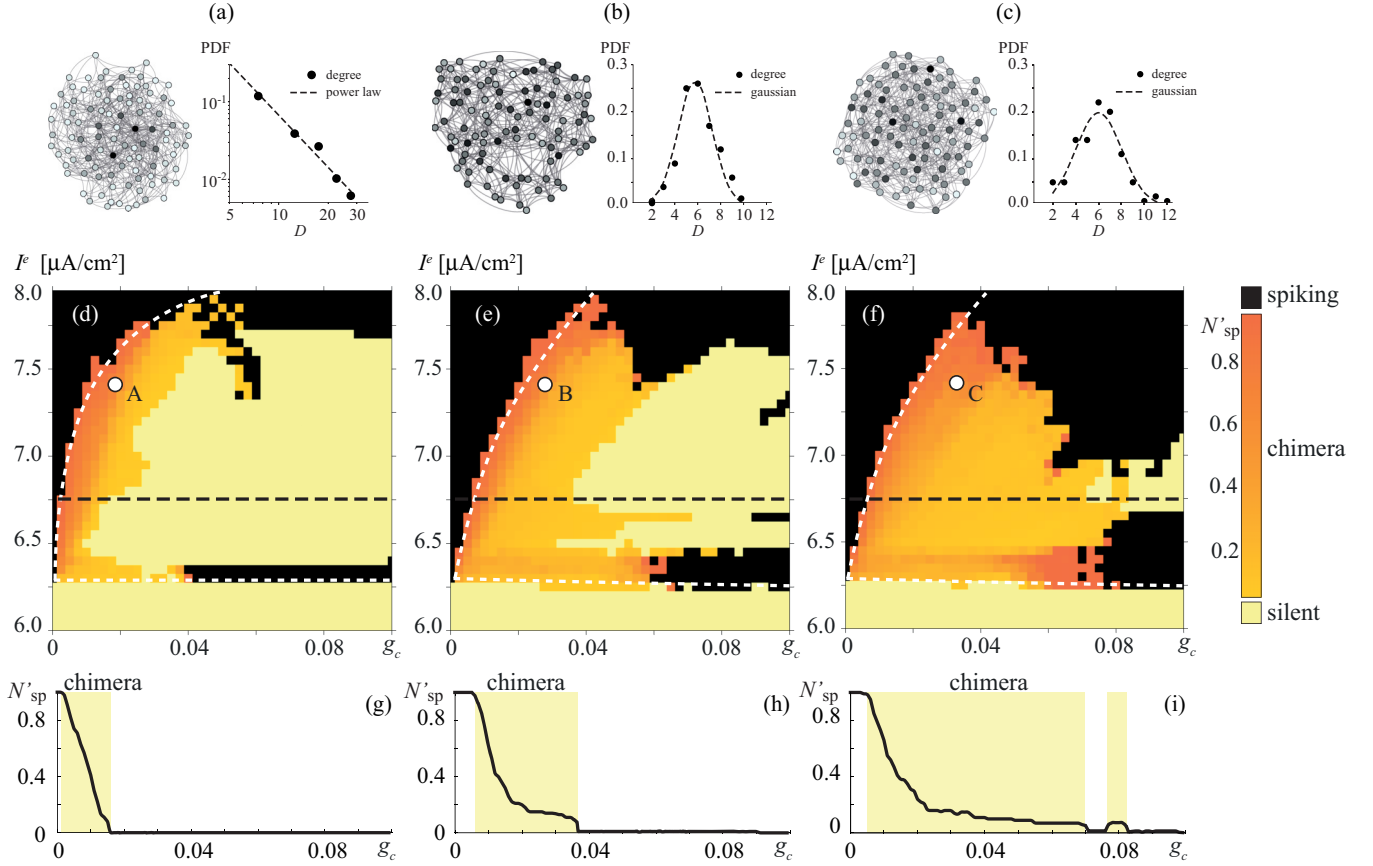 (a) (b) (c)
PDF PDF PDF
degree
power law
10⁻¹
10⁻²
5 10 20 30
D
0.3
0.2
0.1
0.0
degree
gaussian
2 4 6 8 10 12
D
0.3
0.2
0.1
0.0
degree
gaussian
2 4 6 8 10 12
D
Iᵉ [µA/cm²] Iᵉ [µA/cm²] Iᵉ [µA/cm²]
8.0
7.5
7.0
6.5
6.0
(d)
A
0 0.04 0.08 g_c
8.0
7.5
7.0
6.5
6.0
(e)
B
0 0.04 0.08 g_c
8.0
7.5
7.0
6.5
6.0
(f)
C
0 0.04 0.08 g_c
spiking
N'sp
0.8
0.6
0.4
0.2
chimera
silent
N'sp
chimera
(g)
0.8
0.4
0
0 0.04 0.08 g_c
N'sp
chimera
(h)
0.8
0.4
0
0 0.04 0.08 g_c
N'sp
chimera
(i)
0.8
0.4
0
0 0.04 0.08 g_c